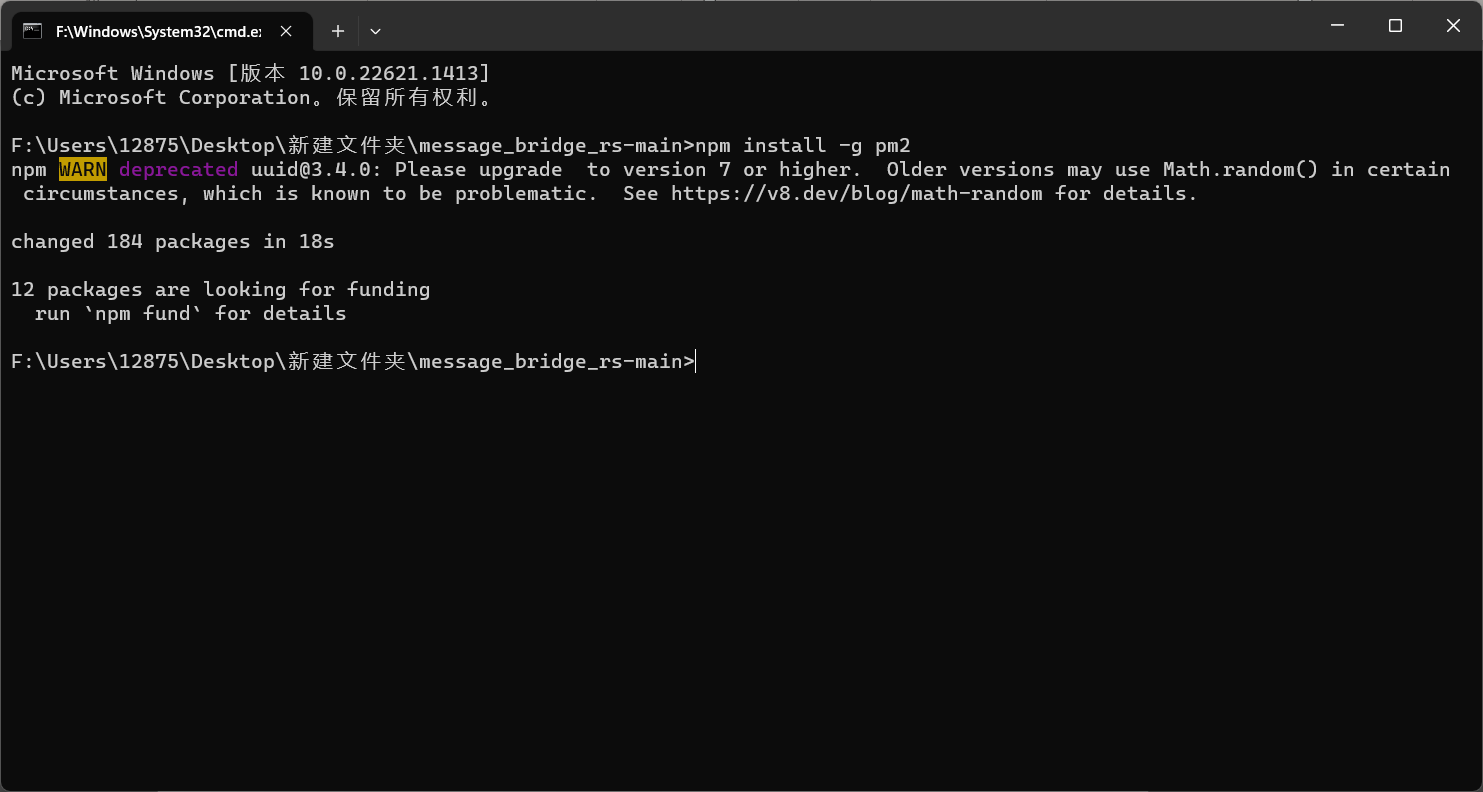 F:\Windows\System32\cmd.e
Microsoft Windows [版本 10.0.22621.1413]
(c) Microsoft Corporation。保留所有权利。
F:\Users\12875\Desktop\新建文件夹\message_bridge_rs-main>npm install -g pm2
npm WARN deprecated uuid@3.4.0: Please upgrade  to version 7 or higher.  Older versions may use Math.random() in certain
circumstances, which is known to be problematic.  See https://v8.dev/blog/math-random for details.
changed 184 packages in 18s
12 packages are looking for funding
run `npm fund` for details
F:\Users\12875\Desktop\新建文件夹\message_bridge_rs-main>